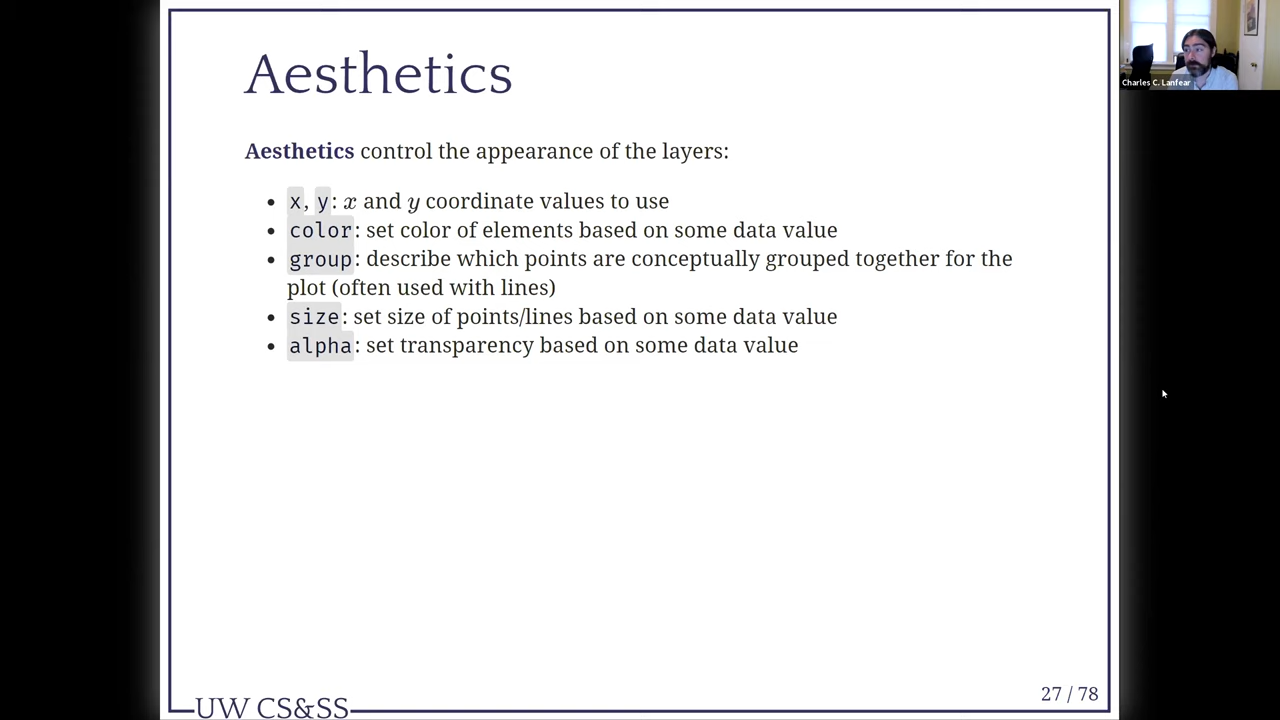 Aesthetics
Aesthetics control the appearance of the layers:
• x, y: x and y coordinate values to use
• color: set color of elements based on some data value
• group: describe which points are conceptually grouped together for the
plot (often used with lines)
• size: set size of points/lines based on some data value
• alpha: set transparency based on some data value
27 / 78
UW CS&SS
Charles C. Lanfear